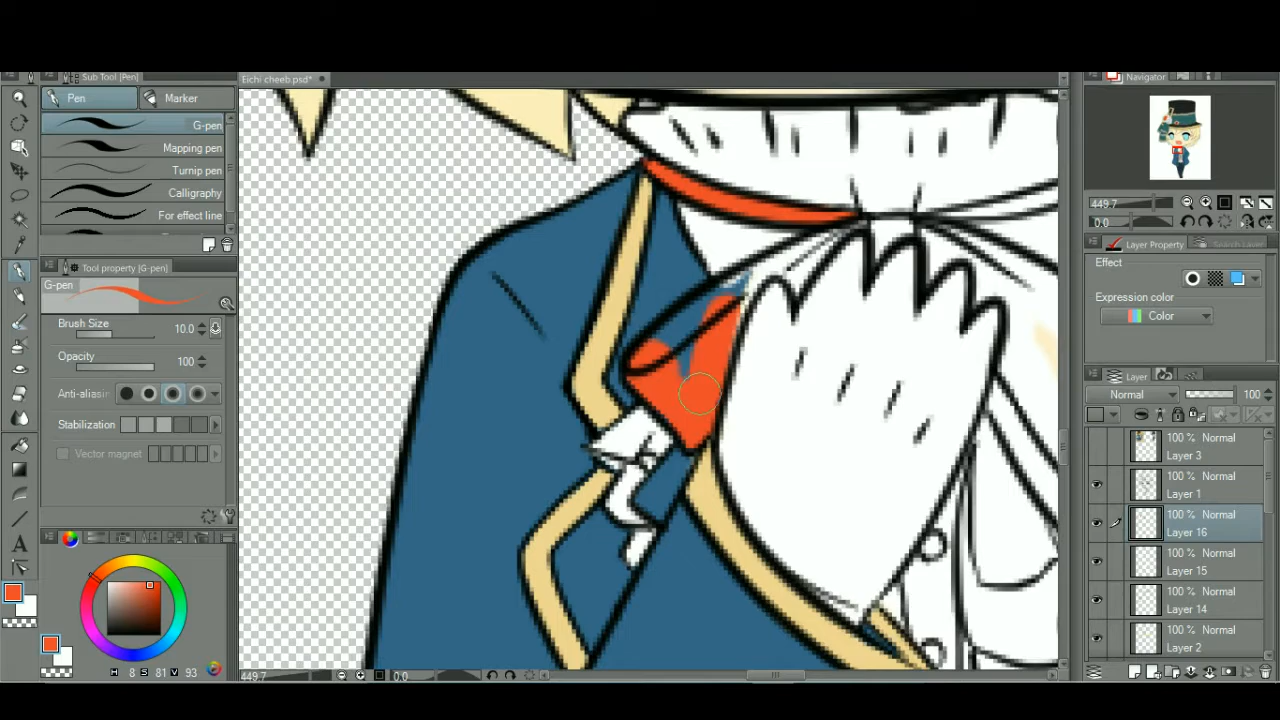 Sub Tool [Pen]
Eichi cheeb.psd*
Navigator
Pen
Marker
G-pen
Mapping pen
Turnip pen
Calligraphy
For effect line
Tool property [G-pen]
G-pen
Brush Size 10.0
Opacity 100
Anti-aliasing
Stabilization
Vector magnet
H 8 S 81 V 93
449.7 0.0
449.7
0.0
Layer Property
Search Layer
Effect
Expression color
Color
Layer
Normal 100
100 % Normal
Layer 3
100 % Normal
Layer 1
100 % Normal
Layer 16
100 % Normal
Layer 15
100 % Normal
Layer 14
100 % Normal
Layer 2